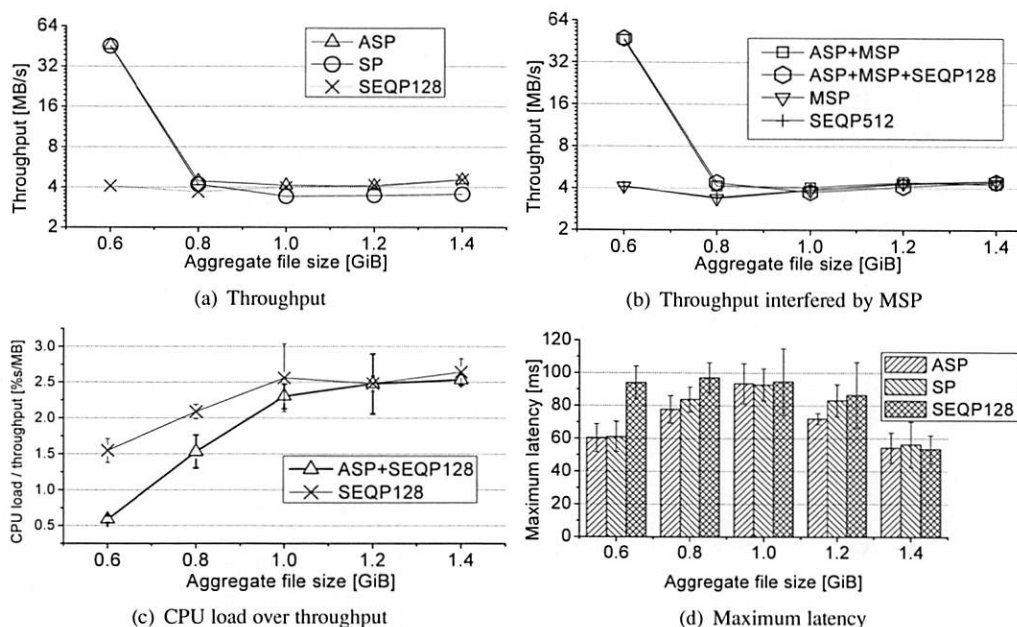 64
32
16
8
4
2
Throughput [MB/s]
ASP
SP
SEQP128
0.6 0.8 1.0 1.2 1.4
Aggregate file size [GiB]
(a) Throughput
64
32
16
8
4
2
Throughput [MB/s]
ASP+MSP
ASP+MSP+SEQP128
MSP
SEQP512
0.6 0.8 1.0 1.2 1.4
Aggregate file size [GiB]
(b) Throughput interfered by MSP
3.0
2.5
2.0
1.5
1.0
0.5
CPU load / throughput [%s/MB]
ASP+SEQP128
SEQP128
0.6 0.8 1.0 1.2 1.4
Aggregate file size [GiB]
(c) CPU load over throughput
120
100
80
60
40
20
0
Maximum latency [ms]
ASP
SP
SEQP128
0.6 0.8 1.0 1.2 1.4
Aggregate file size [GiB]
(d) Maximum latency